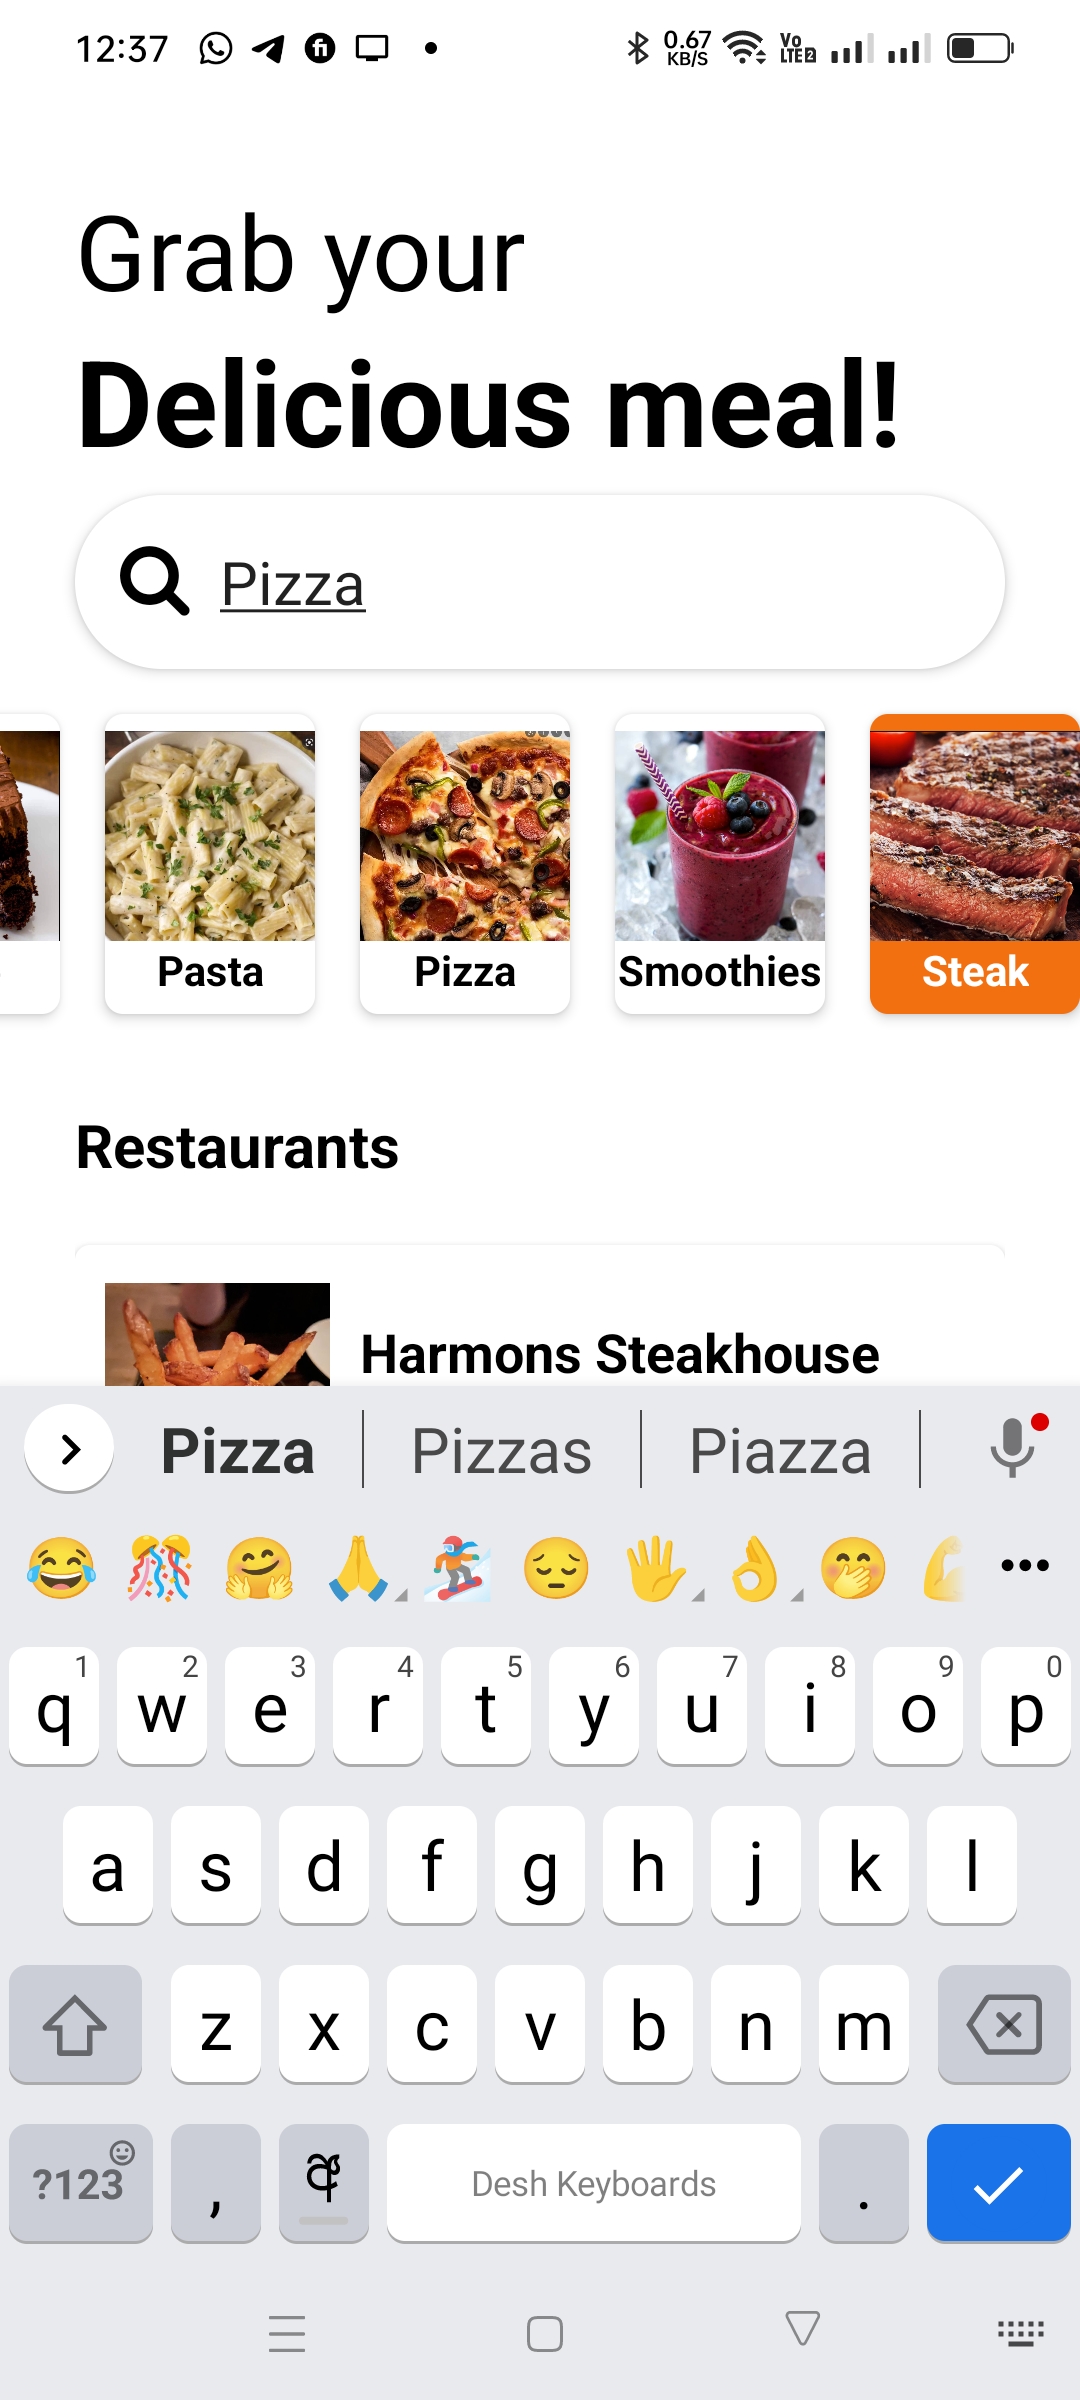 12:37
0.67 KB/S
Vo LTE2
Grab your
Delicious meal!
Pizza
Pasta
Pizza
Smoothies
Steak
Restaurants
Harmons Steakhouse
Pizza
Pizzas
Piazza
1 2 3 4 5 6 7 8 9 0
q w e r t y u i o p
a s d f g h j k l
z x c v b n m
?123 , Desh Keyboards .